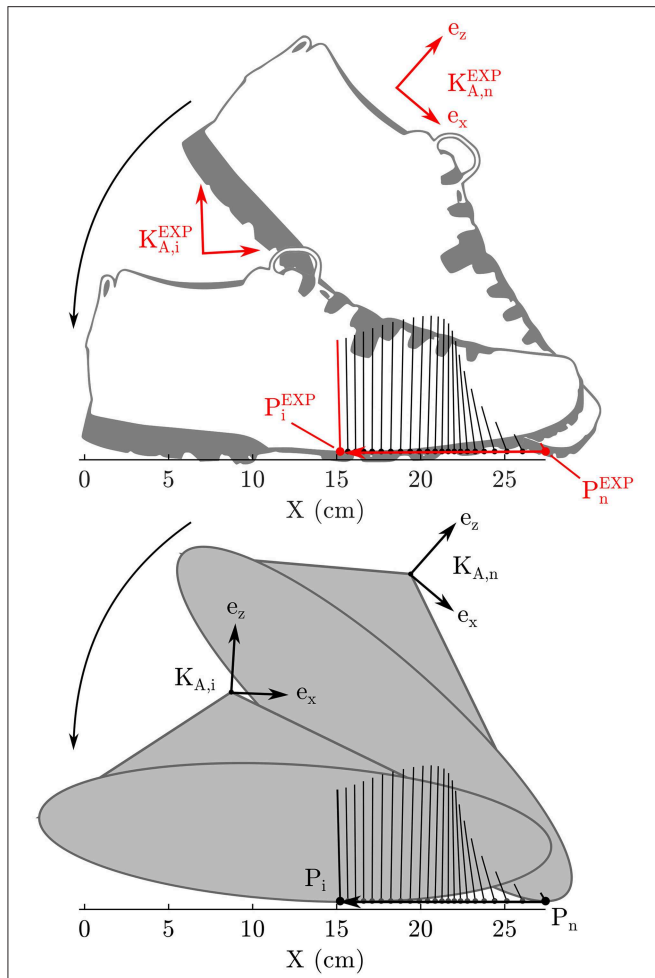 e_z
K_{A,n}^{EXP}
e_x
K_{A,i}^{EXP}
P_i^{EXP}
P_n^{EXP}
0 5 10 15 20 25
X (cm)
e_z
K_{A,n}
e_x
e_z
K_{A,i}
e_x
P_i
P_n
0 5 10 15 20 25
X (cm)